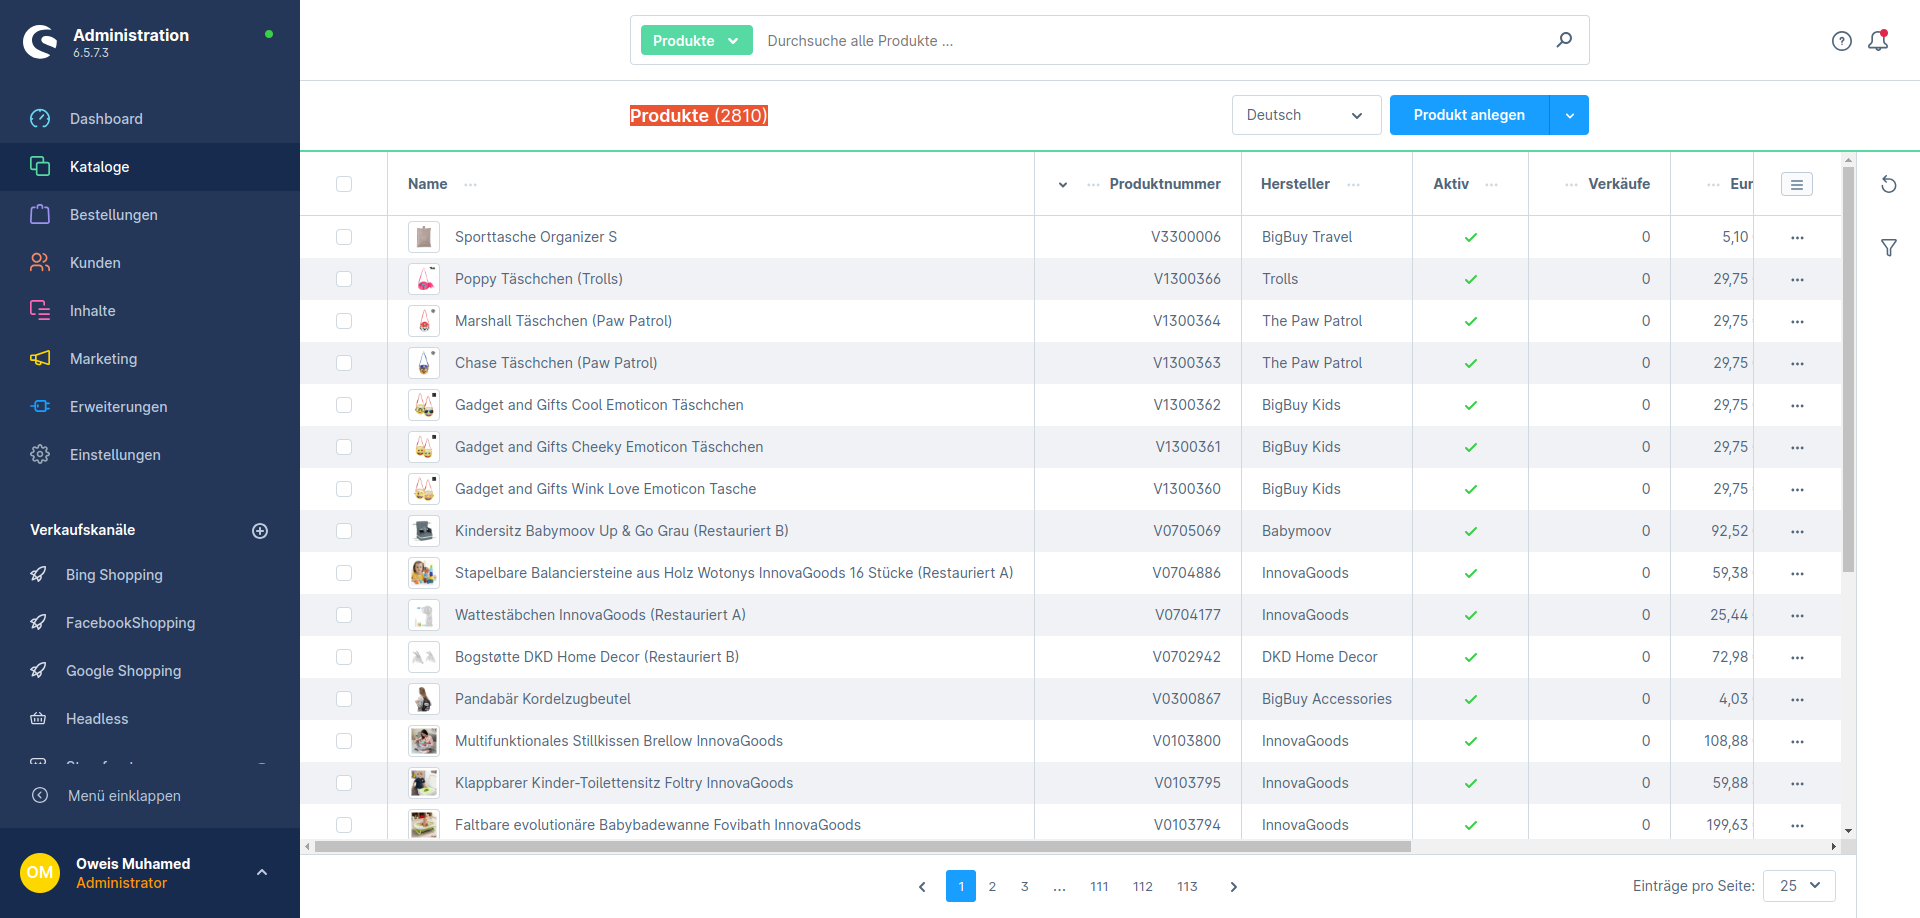 Administration
6.5.7.3
Dashboard
Kataloge
Bestellungen
Kunden
Inhalte
Marketing
Erweiterungen
Einstellungen
Verkaufskanäle
Bing Shopping
FacebookShopping
Google Shopping
Headless
Menü einklappen
OM
Oweis Muhamed
Administrator
Produkte
Durchsuche alle Produkte ...
Produkte (2810)
Deutsch
Produkt anlegen
Name Produktnummer Hersteller Aktiv Verkäufe Eur
Sporttasche Organizer S V3300006 BigBuy Travel 0 5,10
Poppy Täschchen (Trolls) V1300366 Trolls 0 29,75
Marshall Täschchen (Paw Patrol) V1300364 The Paw Patrol 0 29,75
Chase Täschchen (Paw Patrol) V1300363 The Paw Patrol 0 29,75
Gadget and Gifts Cool Emoticon Täschchen V1300362 BigBuy Kids 0 29,75
Gadget and Gifts Cheeky Emoticon Täschchen V1300361 BigBuy Kids 0 29,75
Gadget and Gifts Wink Love Emoticon Tasche V1300360 BigBuy Kids 0 29,75
Kindersitz Babymoov Up & Go Grau (Restauriert B) V0705069 Babymoov 0 92,52
Stapelbare Balanciersteine aus Holz Wotonys InnovaGoods 16 Stücke (Restauriert A) V0704886 InnovaGoods 0 59,38
Wattestäbchen InnovaGoods (Restauriert A) V0704177 InnovaGoods 0 25,44
Bogstøtte DKD Home Decor (Restauriert B) V0702942 DKD Home Decor 0 72,98
Pandabär Kordelzugbeutel V0300867 BigBuy Accessories 0 4,03
Multifunktionales Stillkissen Brellow InnovaGoods V0103800 InnovaGoods 0 108,88
Klappbarer Kinder-Toilettensitz Foltry InnovaGoods V0103795 InnovaGoods 0 59,88
Faltbare evolutionäre Babybadewanne Fovibath InnovaGoods V0103794 InnovaGoods 0 199,63
1 2 3 ... 111 112 113
Einträge pro Seite: 25